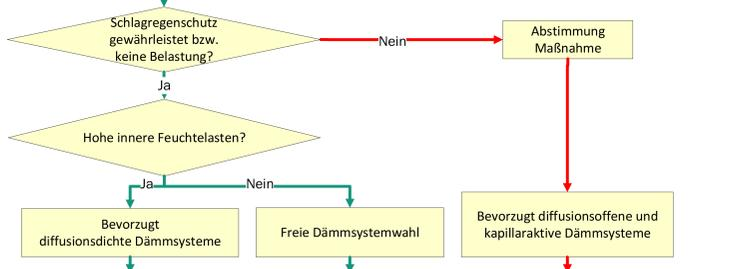 Schlagregenschutz
gewährleistet bzw.
keine Belastung?
Nein
Abstimmung
Maßnahme
Ja
Hohe innere Feuchtelasten?
Ja
Nein
Bevorzugt
diffusionsdichte Dämmsysteme
Freie Dämmsystemwahl
Bevorzugt diffusionsoffene und
kapillaraktive Dämmsysteme